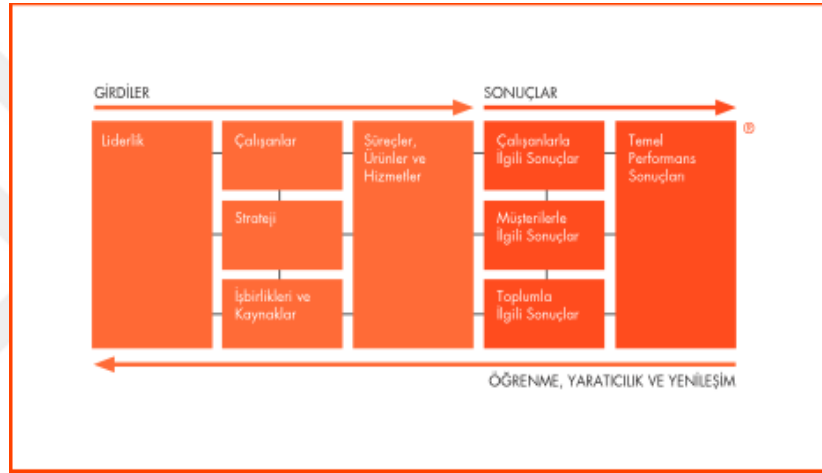 GİRDİLER
SONUÇLAR
®
Liderlik
Çalışanlar
Süreçler,
Ürünler ve
Hizmetler
Çalışanlarla
İlgili Sonuçlar
Temel
Performans
Sonuçları
Strateji
Müşterilerle
İlgili Sonuçlar
İşbirlikleri ve
Kaynaklar
Toplumla
İlgili Sonuçlar
ÖĞRENME, YARATICILIK VE YENİLEŞİM